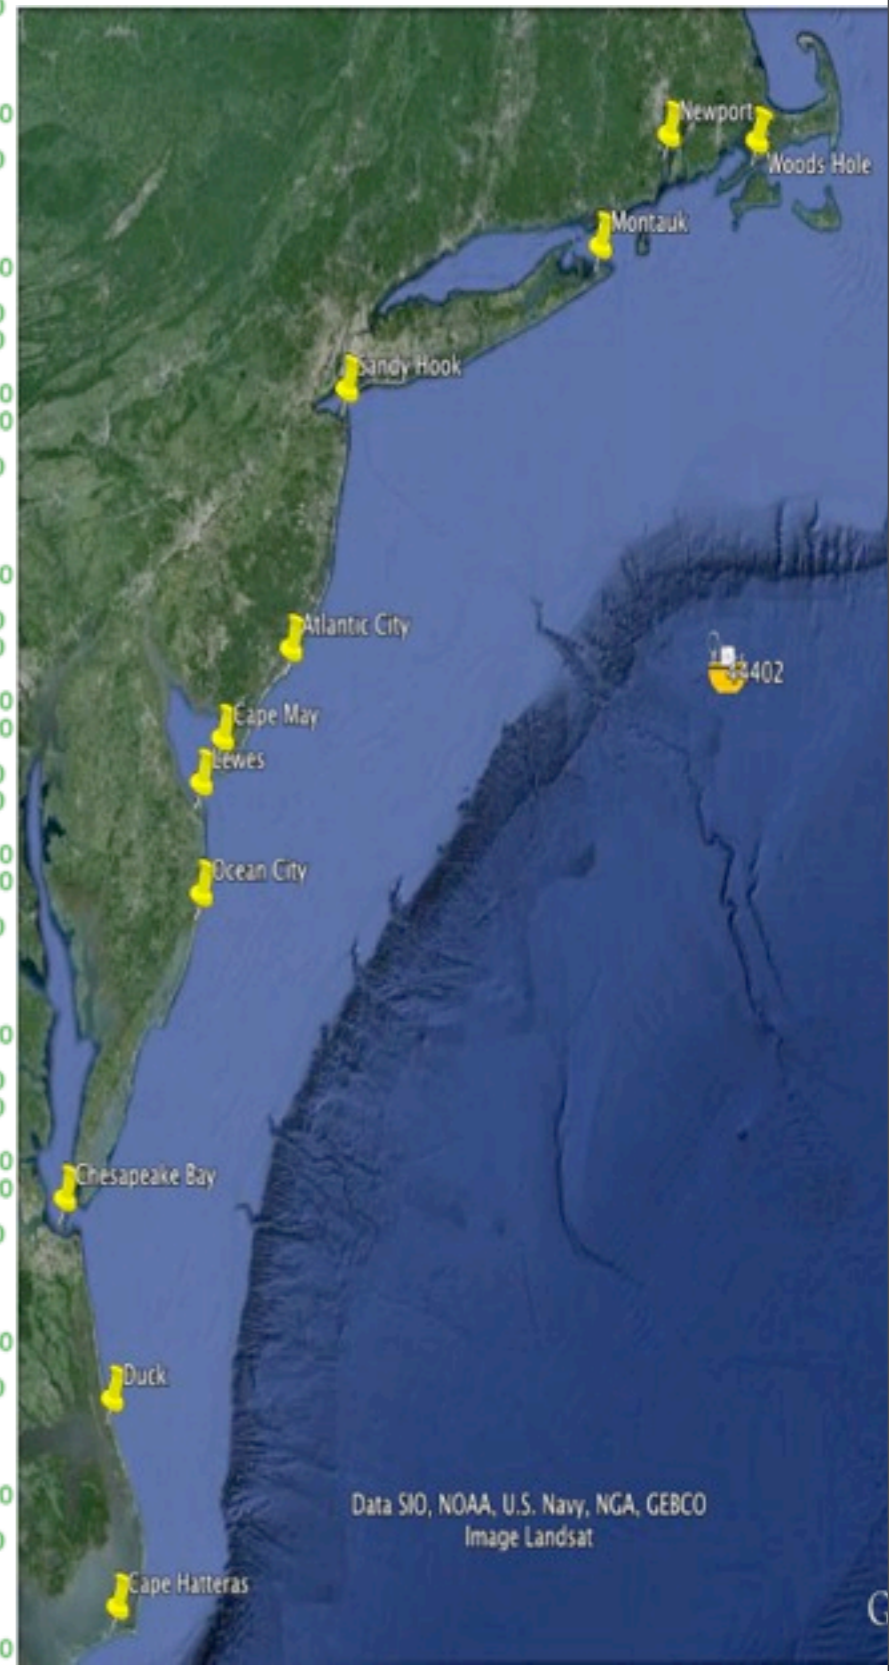 Newport
Woods Hole
Montauk
Sandy Hook
Atlantic City
44402
Cape May
Lewes
Ocean City
Chesapeake Bay
Duck
Data SIO, NOAA, U.S. Navy, NGA, GEBCO
Image Landsat
Cape Hatteras